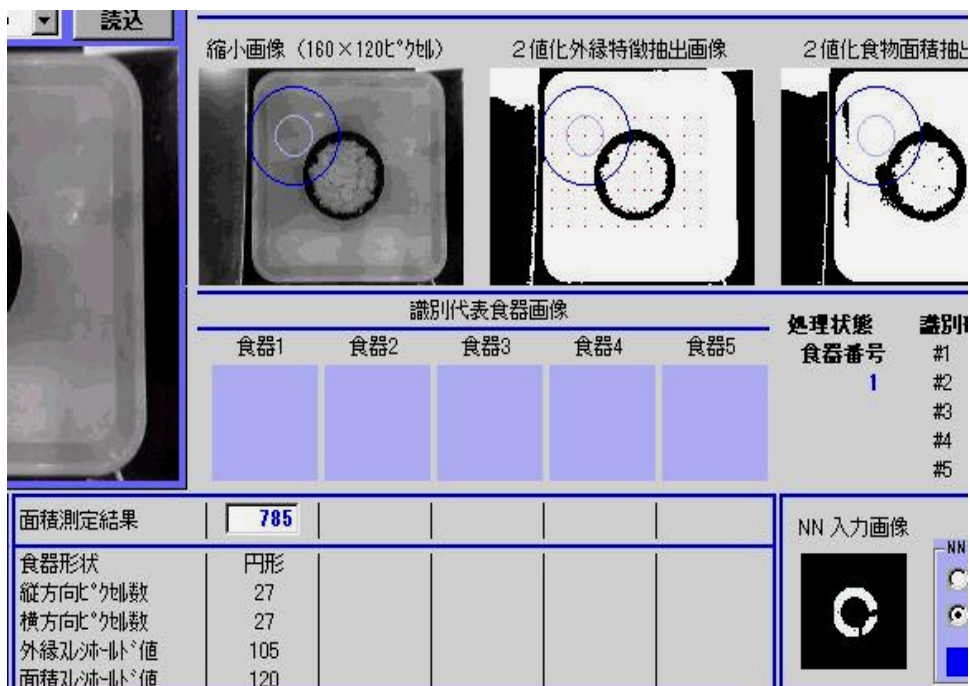 読込
縮小画像（160×120ﾋﾟｸｾﾙ）
２値化外縁特徴抽出画像
２値化食物面積抽出
識別代表食器画像
食器1
食器2
食器3
食器4
食器5
処理状態
食器番号
1
識別
#1
#2
#3
#4
#5
面積測定結果
785
食器形状
円形
縦方向ﾋﾟｸｾﾙ数
27
横方向ﾋﾟｸｾﾙ数
27
外縁ｽﾚｼﾎｰﾙﾄﾞ値
105
面積ｽﾚｼﾎｰﾙﾄﾞ値
120
NN 入力画像
NN